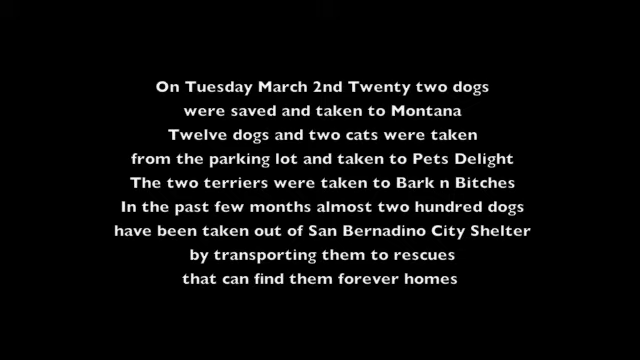 On Tuesday March 2nd Twenty two dogs
were saved and taken to Montana
Twelve dogs and two cats were taken
from the parking lot and taken to Pets Delight
The two terriers were taken to Bark n Bitches
In the past few months almost two hundred dogs
have been taken out of San Bernadino City Shelter
by transporting them to rescues
that can find them forever homes